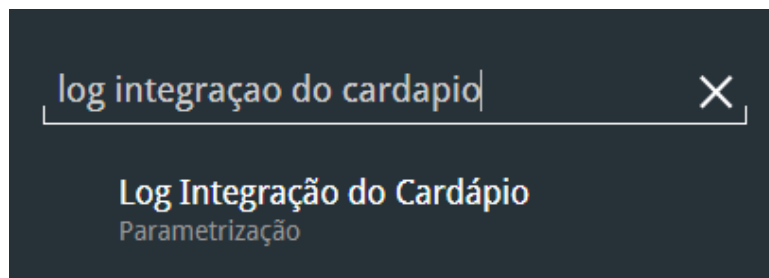 log integraçao do cardapio
Log Integração do Cardápio
Parametrização